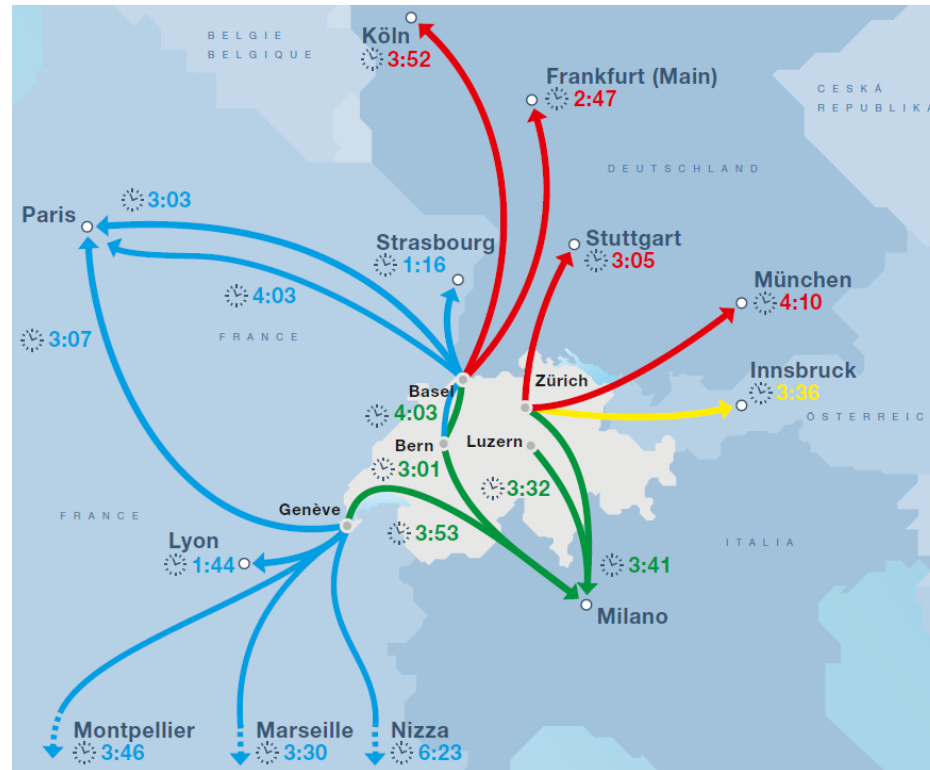 BELGIE
BELGIQUE
Köln
3:52
Frankfurt (Main)
2:47
ČESKÁ
REPUBLIKA
DEUTSCHLAND
3:03
Paris
Strasbourg
1:16
Stuttgart
3:05
4:03
München
4:10
3:07
FRANCE
Innsbruck
3:36
ÖSTERREIC
Basel
Zürich
4:03
Bern
Luzern
3:01
3:32
Genève
FRANCE
3:53
Lyon
1:44
ITALIA
3:41
Milano
Montpellier
3:46
Marseille
3:30
Nizza
6:23